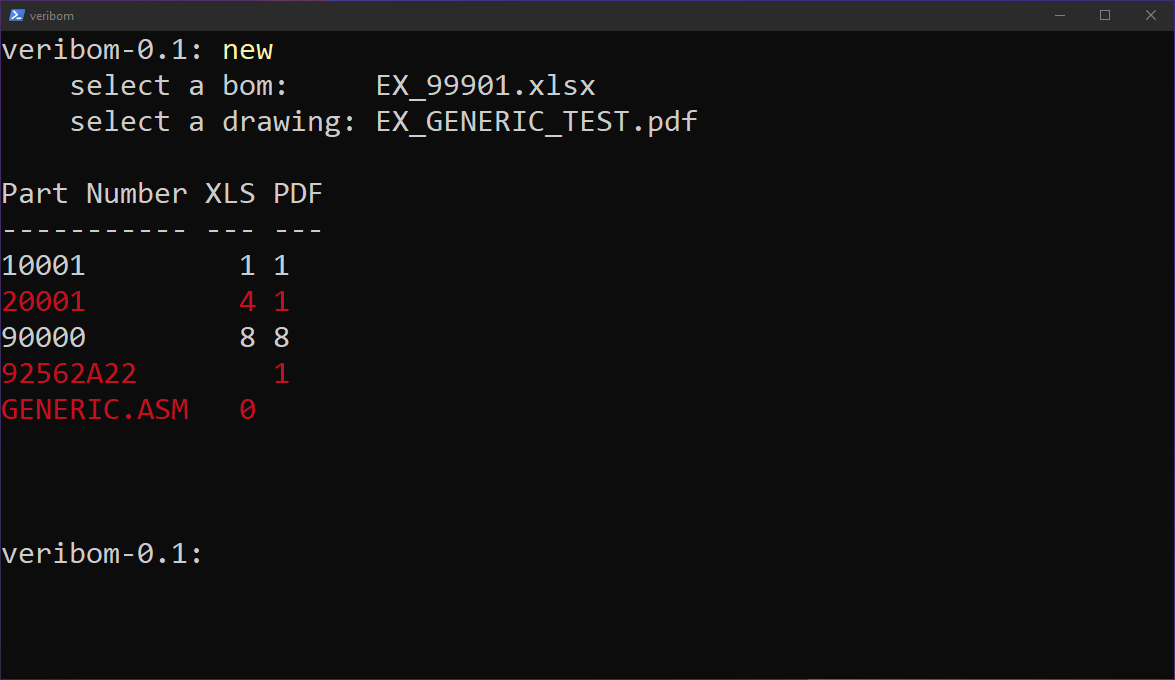 veribom
veribom-0.1: new
select a bom: EX_99901.xlsx
select a drawing: EX_GENERIC_TEST.pdf
Part Number XLS PDF
----------- --- ---
10001 1 1
20001 4 1
90000 8 8
92562A22 1
GENERIC.ASM 0
veribom-0.1: